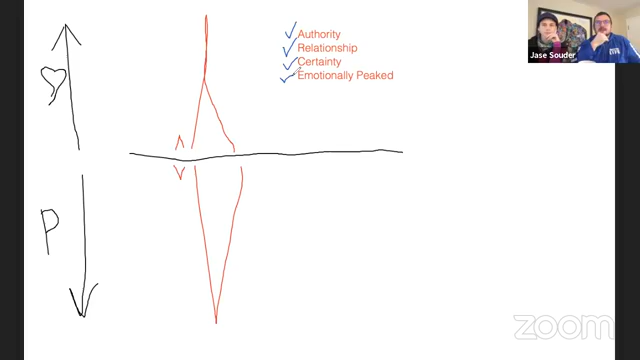 Authority
Relationship
Certainty
Emotionally Peaked
Jase Souder
P
zoom